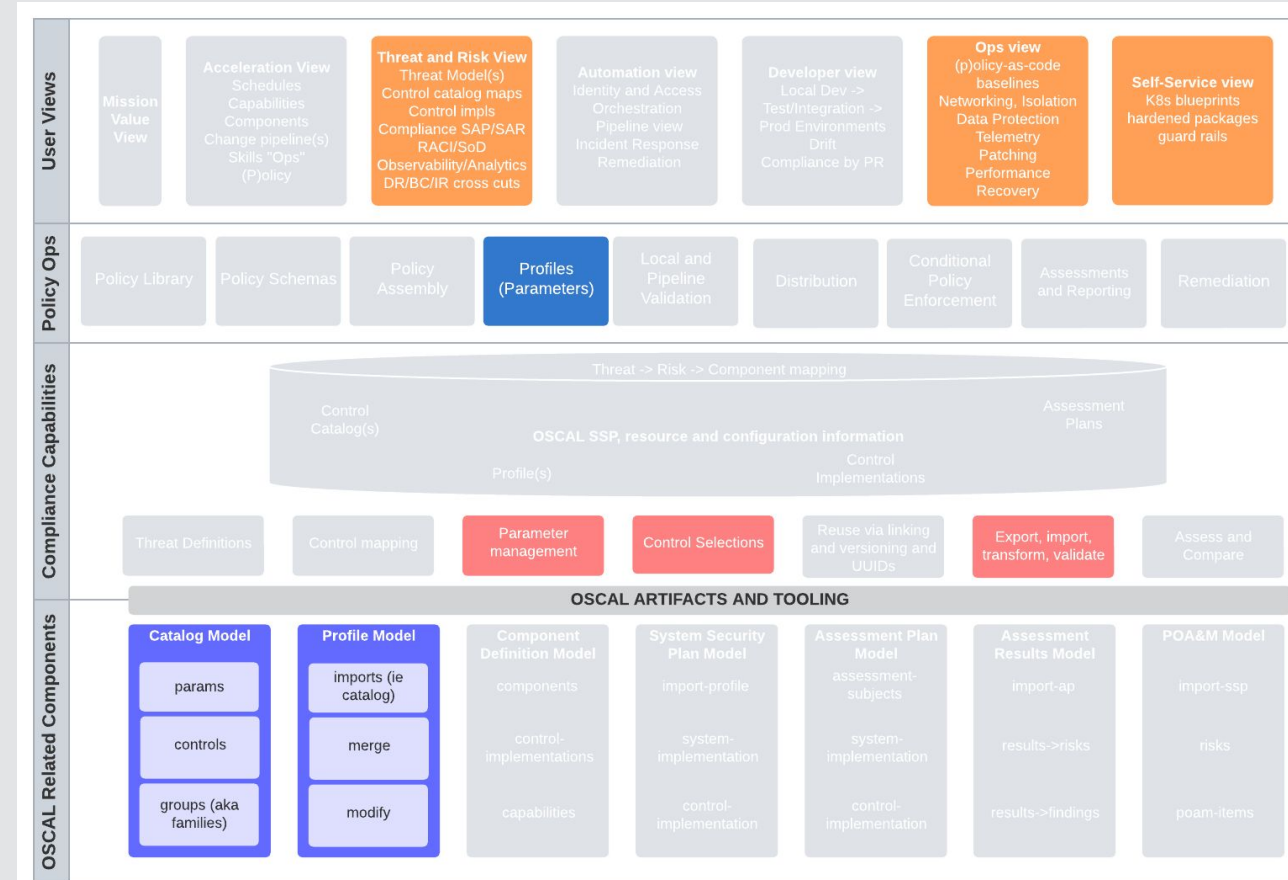 User Views
Mission
Value
View
Acceleration View
Schedules
Capabilities
Components
Change pipeline(s)
Skills "Ops"
(P)olicy
Threat and Risk View
Threat Model(s)
Control catalog maps
Control impls
Compliance SAP/SAR
RACI/SoD
Observability/Analytics
DR/BC/IR cross cuts
Automation view
Identity and Access
Orchestration
Pipeline view
Incident Response
Remediation
Developer view
Local Dev ->
Test/Integration ->
Prod Environments
Drift
Compliance by PR
Ops view
(p)olicy-as-code
baselines
Networking, Isolation
Data Protection
Telemetry
Patching
Performance
Recovery
Self-Service view
K8s blueprints
hardened packages
guard rails
Policy Ops
Policy Library
Policy Schemas
Policy
Assembly
Profiles
(Parameters)
Local and
Pipeline
Validation
Distribution
Conditional
Policy
Enforcement
Assessments
and Reporting
Remediation
Compliance Capabilities
Threat -> Risk -> Component mapping
Control
Catalog(s)
Assessment
Plans
OSCAL SSP, resource and configuration information
Profile(s)
Control
Implementations
Threat Definitions
Control mapping
Parameter
management
Control Selections
Reuse via linking
and versioning and
UUIDs
Export, import,
transform, validate
Assess and
Compare
OSCAL ARTIFACTS AND TOOLING
OSCAL Related Components
Catalog Model
params
controls
groups (aka
families)
Profile Model
imports (ie
catalog)
merge
modify
Component
Definition Model
components
control-
implementations
capabilities
System Security
Plan Model
import-profile
system-
implementation
control-
implementation
Assessment Plan
Model
assessment-
subjects
system-
implementation
control-
implementation
Assessment
Results Model
import-ap
results->risks
results->findings
POA&M Model
import-ssp
risks
poam-items